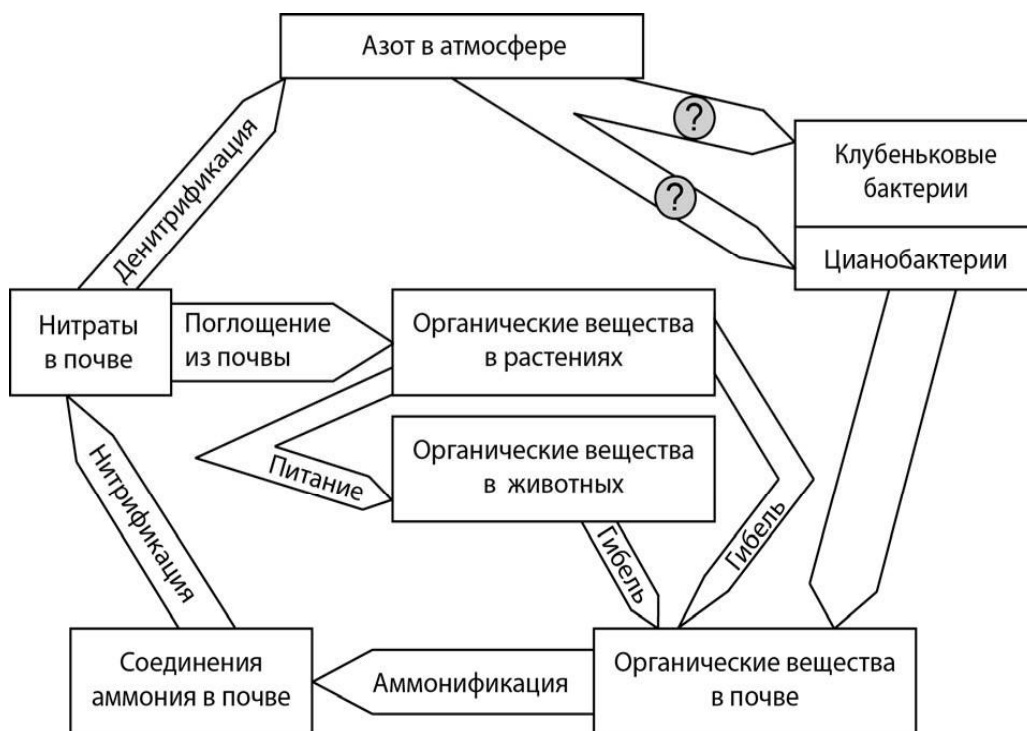 Азот в атмосфере
?
?
Клубеньковые
бактерии
Цианобактерии
Денитрификация
Нитраты
в почве
Поглощение
из почвы
Органические вещества
в растениях
Питание
Органические вещества
в животных
Гибель
Гибель
Нитрификация
Соединения
аммония в почве
Аммонификация
Органические вещества
в почве